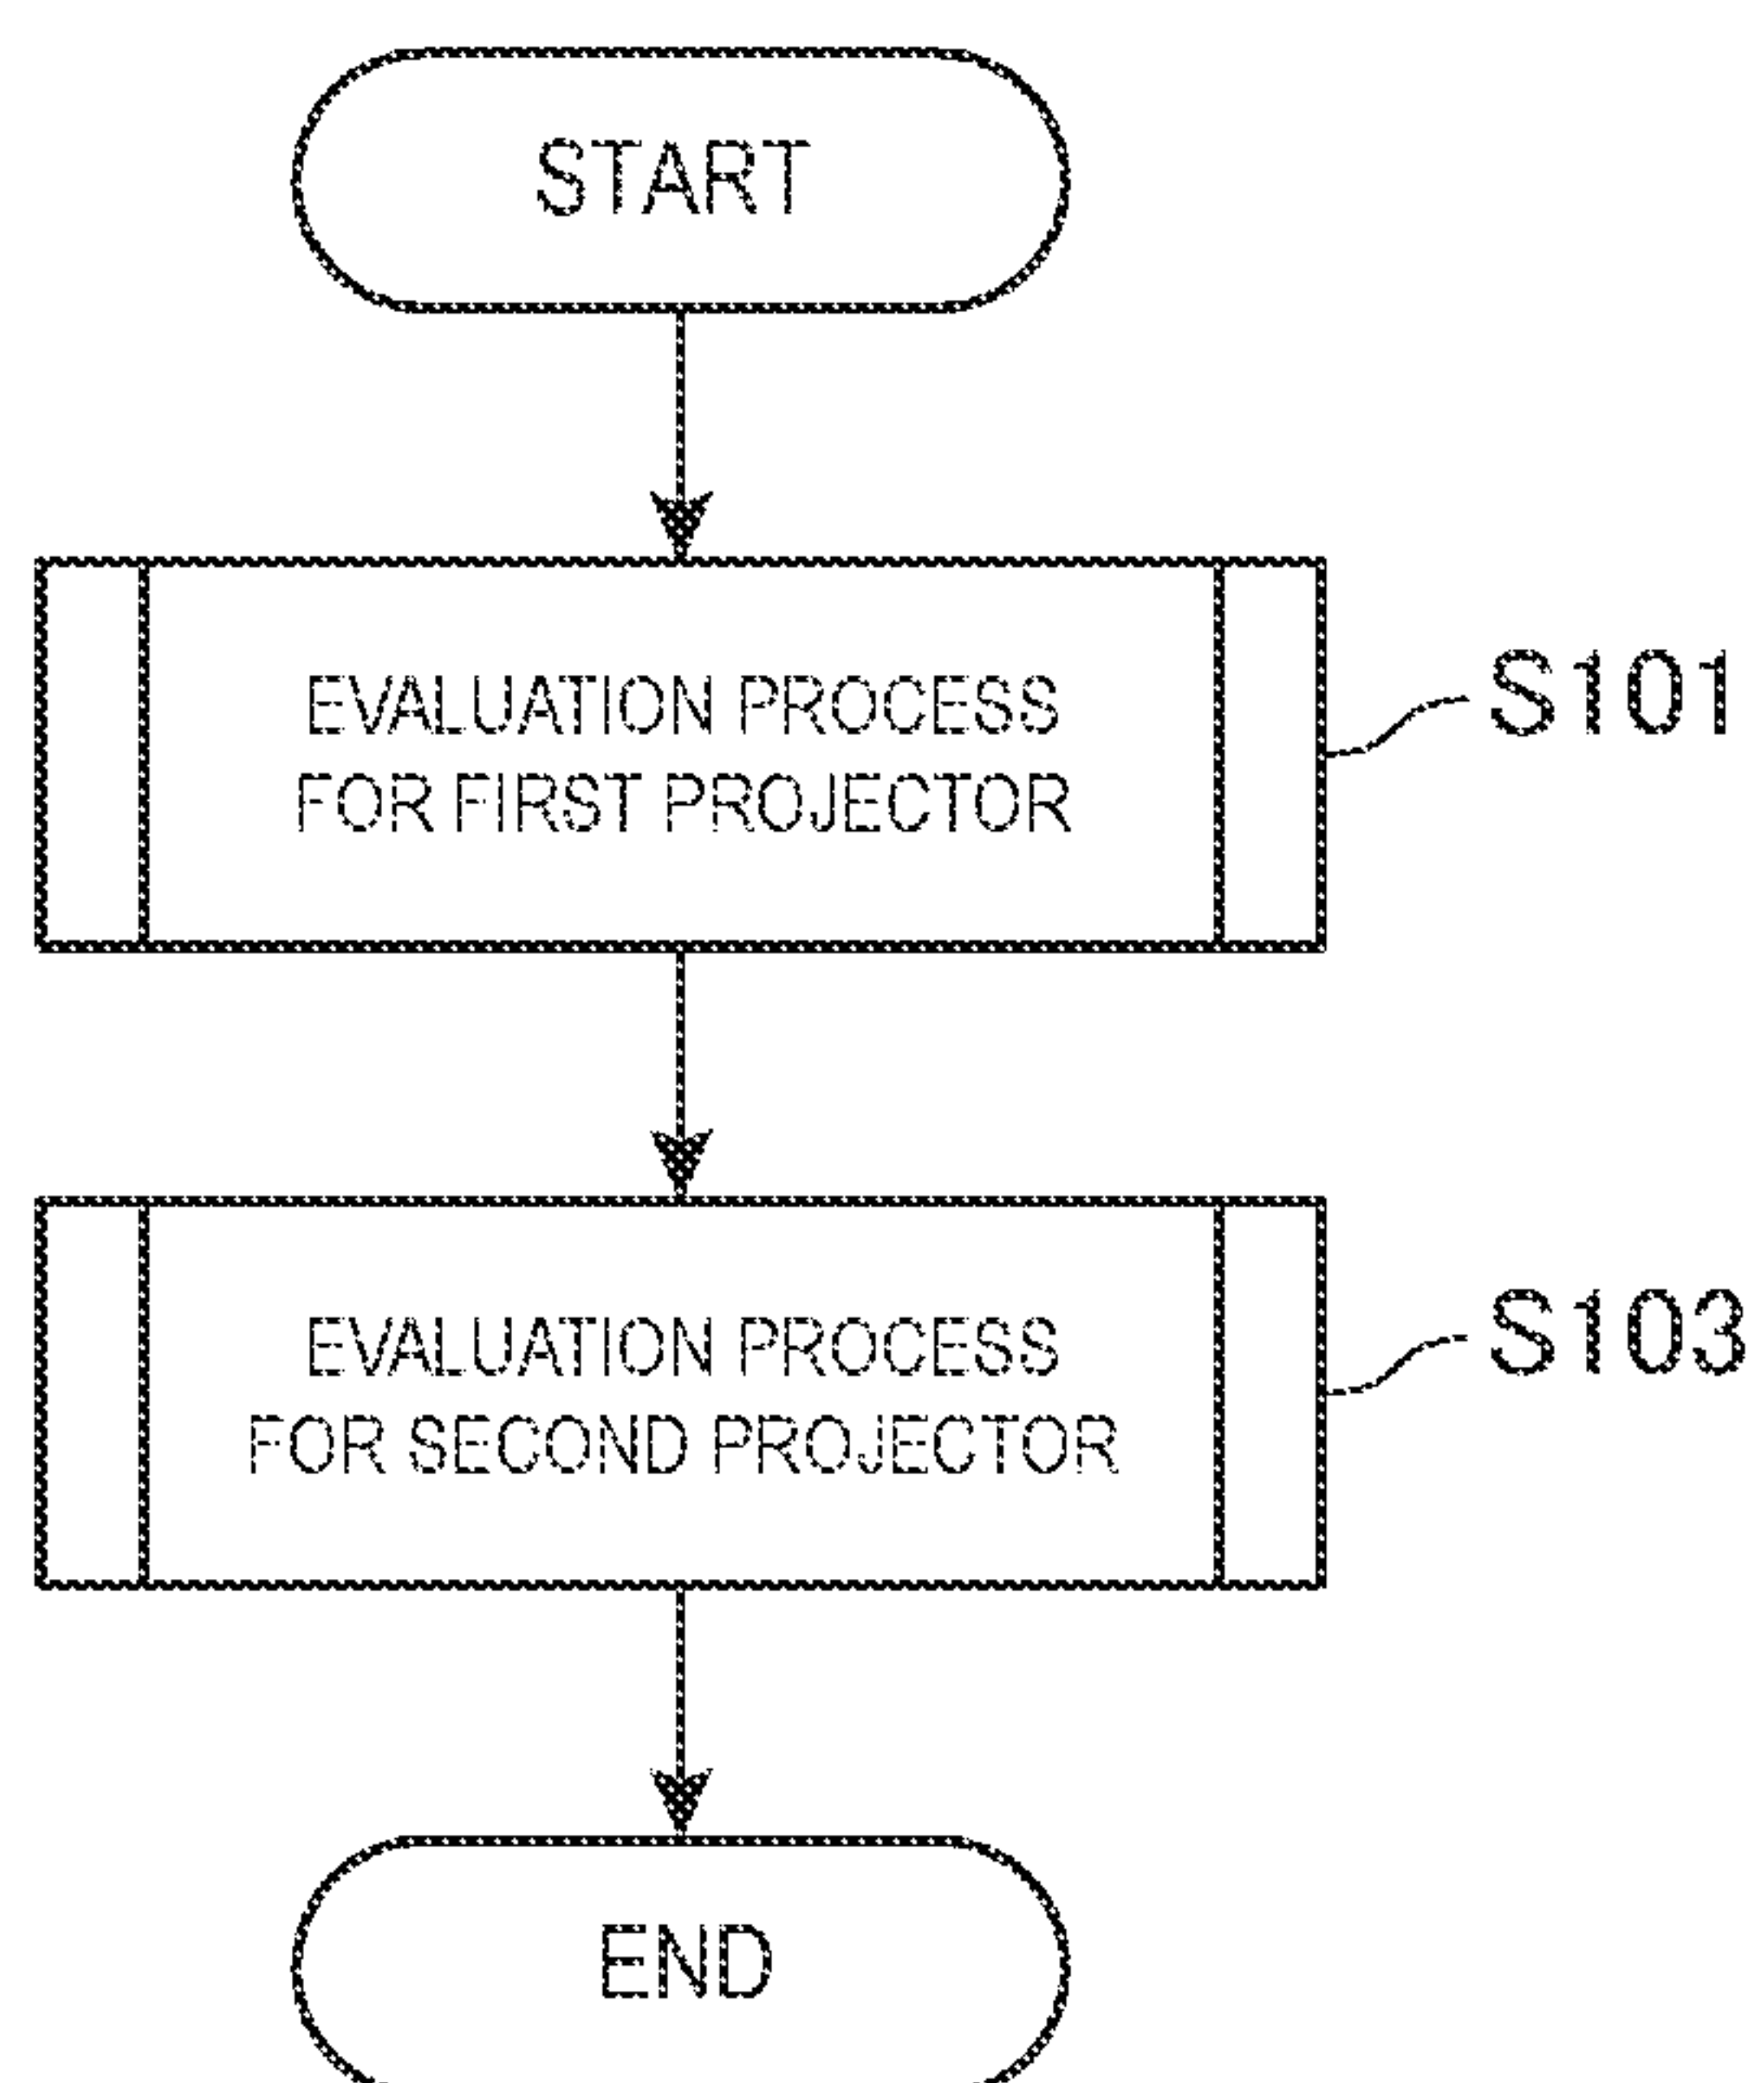 START
EVALUATION PROCESS
FOR FIRST PROJECTOR
S101
EVALUATION PROCESS
FOR SECOND PROJECTOR
S103
END